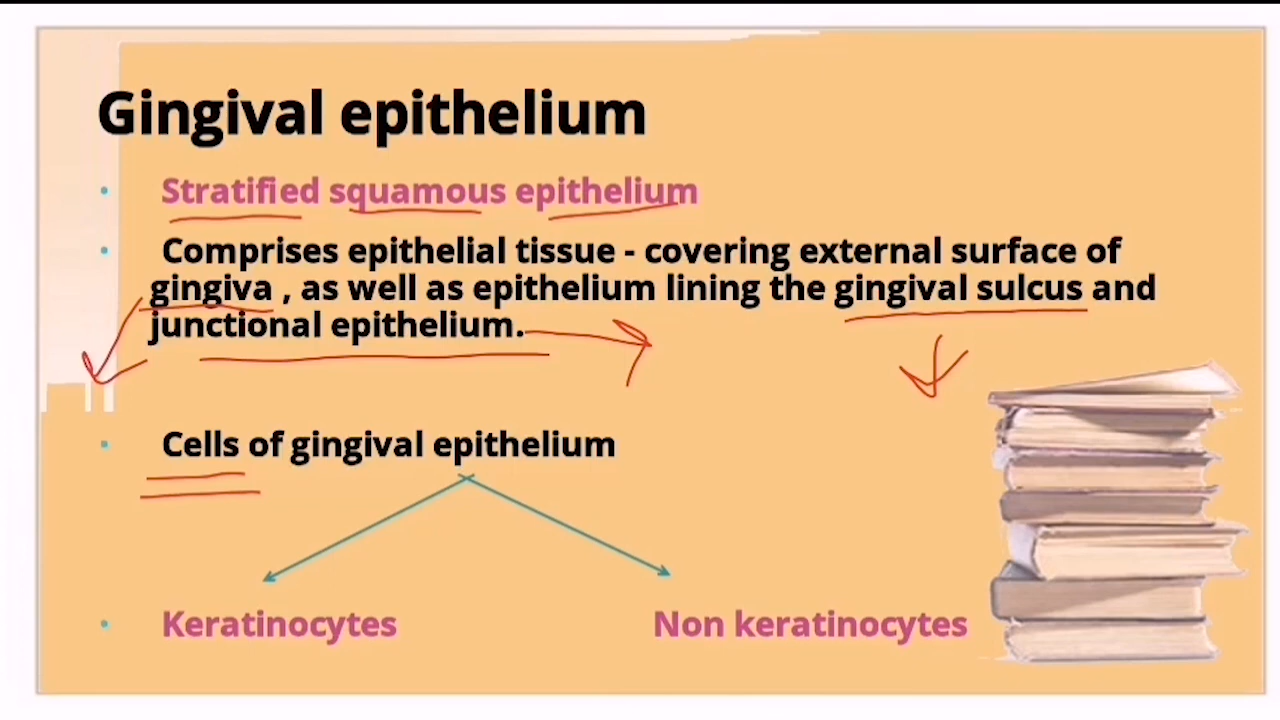 Gingival epithelium
• Stratified squamous epithelium
• Comprises epithelial tissue - covering external surface of
gingiva , as well as epithelium lining the gingival sulcus and
junctional epithelium.
• Cells of gingival epithelium
• Keratinocytes Non keratinocytes